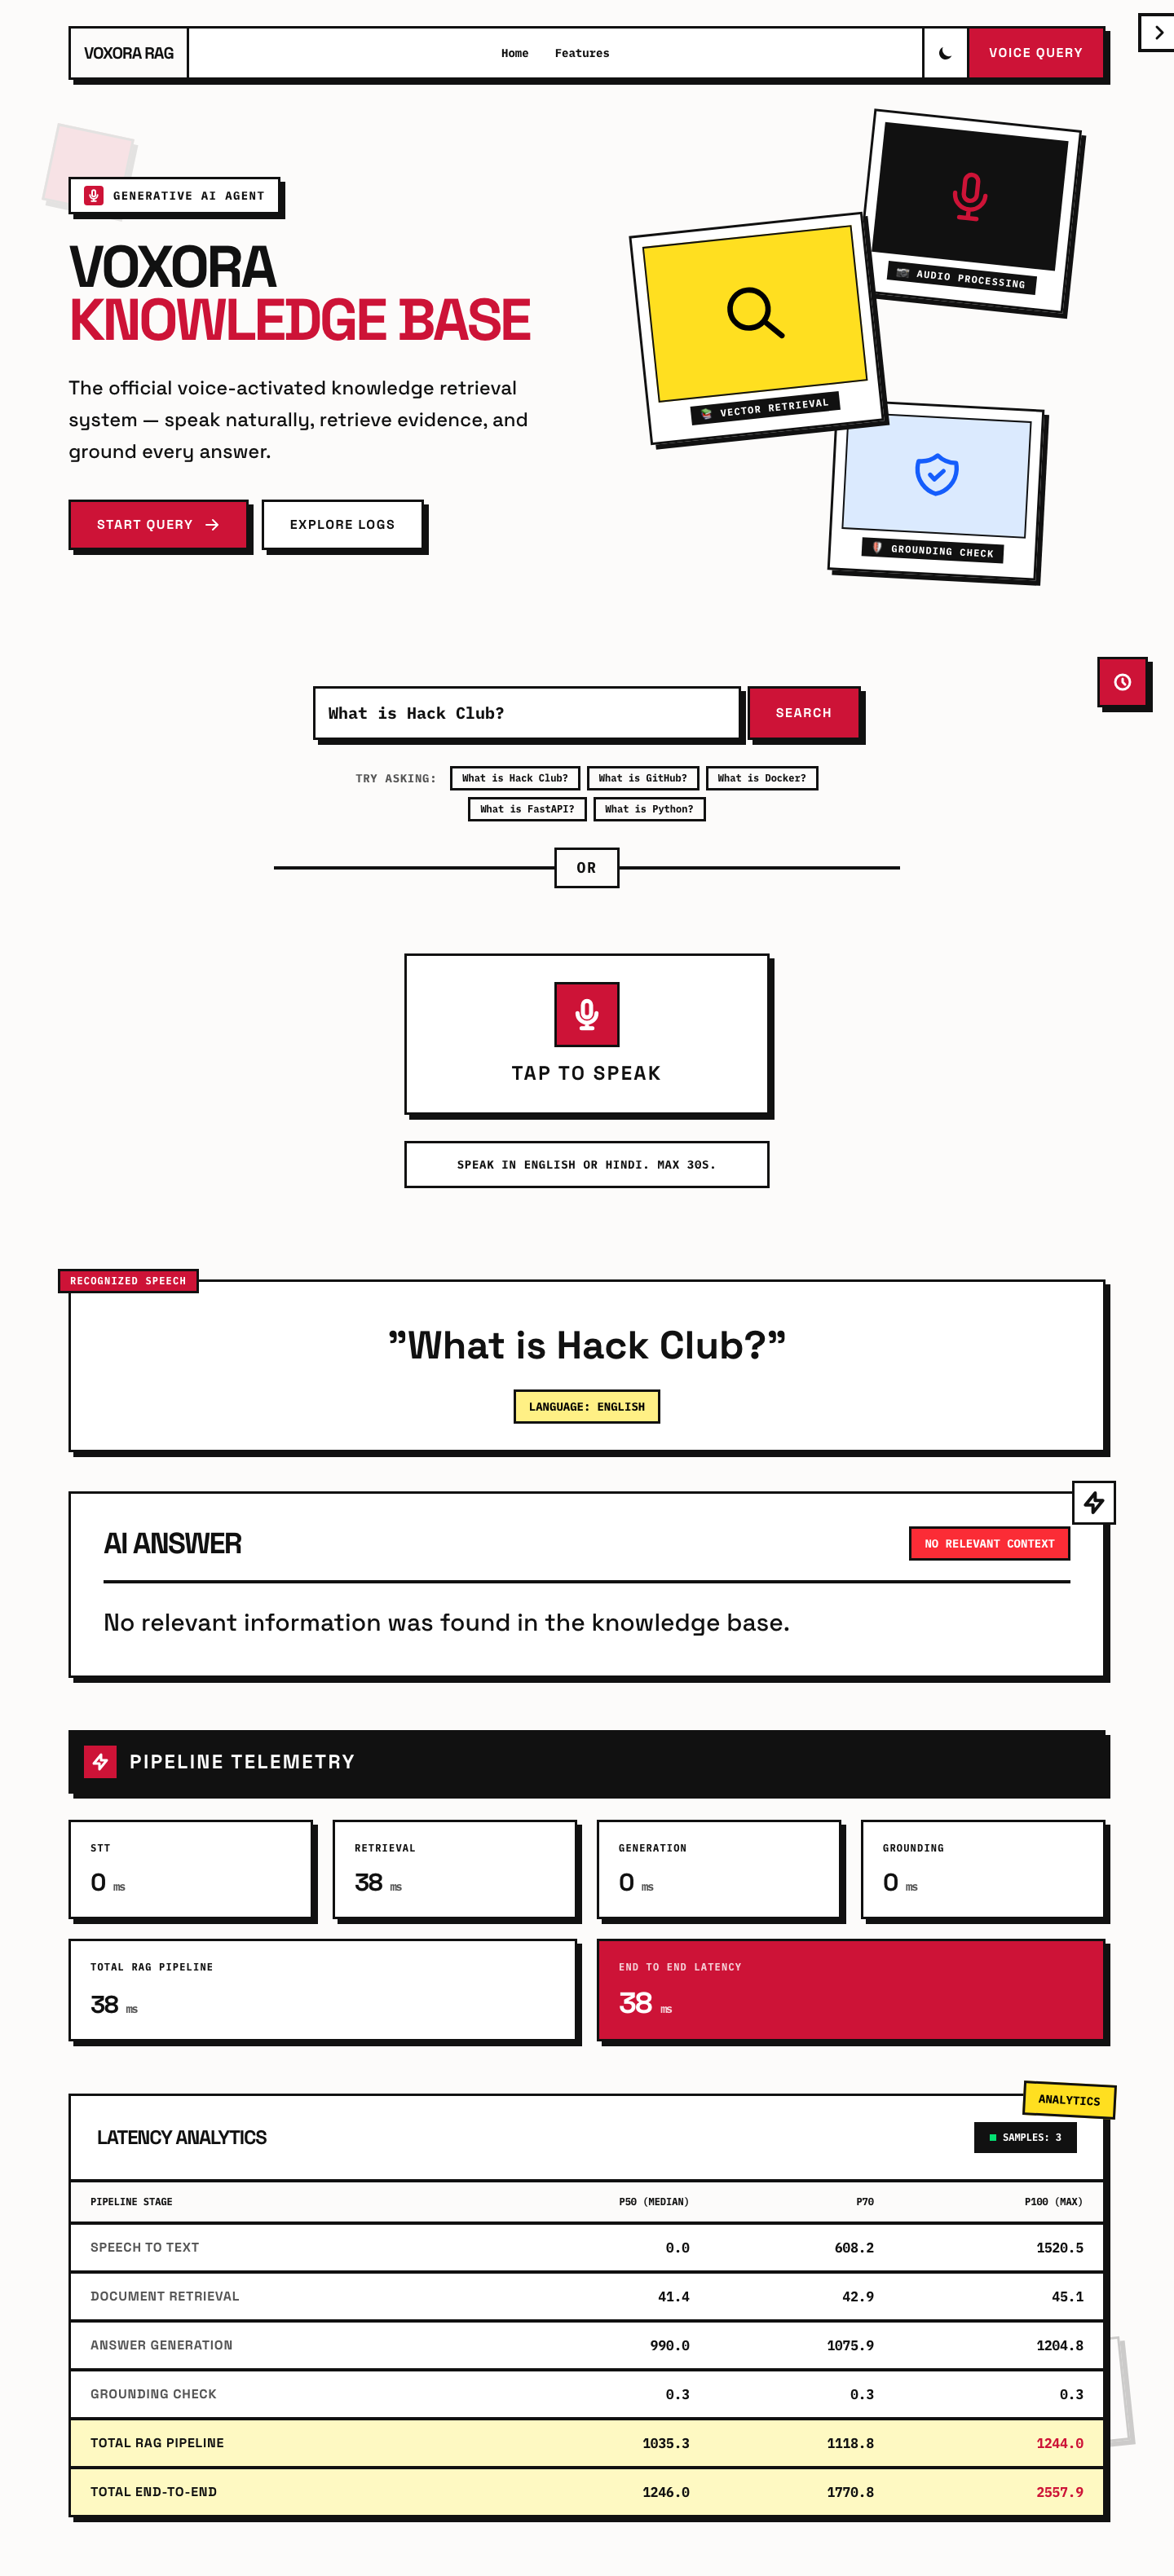 VOXORA RAG
Home Features
VOICE QUERY
GENERATIVE AI AGENT
VOXORA
KNOWLEDGE BASE
The official voice-activated knowledge retrieval
system — speak naturally, retrieve evidence, and
ground every answer.
START QUERY →
EXPLORE LOGS
AUDIO PROCESSING
VECTOR RETRIEVAL
GROUNDING CHECK
What is Hack Club?
SEARCH
TRY ASKING: What is Hack Club? What is GitHub? What is Docker?
What is FastAPI? What is Python?
OR
TAP TO SPEAK
SPEAK IN ENGLISH OR HINDI. MAX 30S.
RECOGNIZED SPEECH
”What is Hack Club?”
LANGUAGE: ENGLISH
AI ANSWER
NO RELEVANT CONTEXT
No relevant information was found in the knowledge base.
PIPELINE TELEMETRY
STT
0 ms
RETRIEVAL
38 ms
GENERATION
0 ms
GROUNDING
0 ms
TOTAL RAG PIPELINE
38 ms
END TO END LATENCY
38 ms
ANALYTICS
LATENCY ANALYTICS
SAMPLES: 3
PIPELINE STAGE P50 (MEDIAN) P70 P100 (MAX)
SPEECH TO TEXT 0.0 608.2 1520.5
DOCUMENT RETRIEVAL 41.4 42.9 45.1
ANSWER GENERATION 990.0 1075.9 1204.8
GROUNDING CHECK 0.3 0.3 0.3
TOTAL RAG PIPELINE 1035.3 1118.8 1244.0
TOTAL END-TO-END 1246.0 1770.8 2557.9